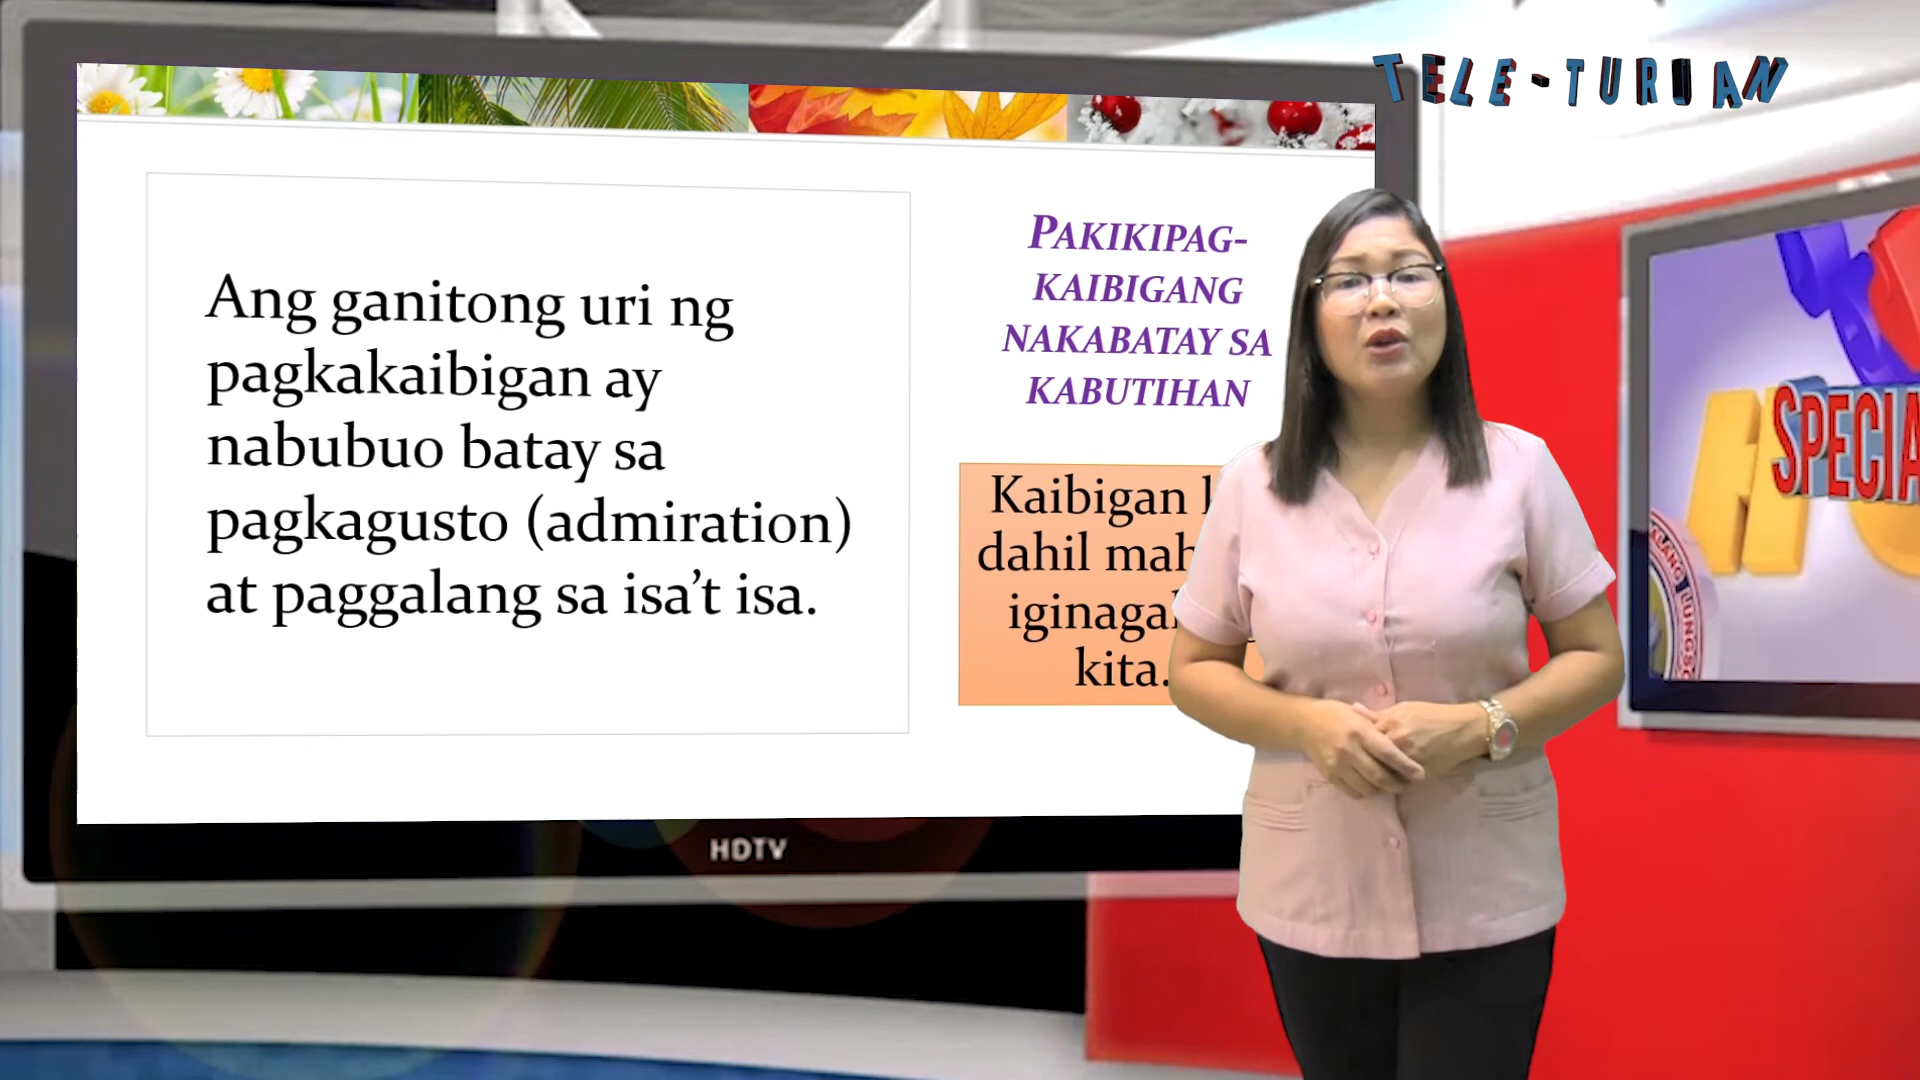 TELE-TURUAN
Ang ganitong uri ng
pagkakaibigan ay
nabubuo batay sa
pagkagusto (admiration)
at paggalang sa isa’t isa.
PAKIKIPAG-
KAIBIGANG
NAKABATAY SA
KABUTIHAN
Kaibigan
dahil
kita.
HDTV